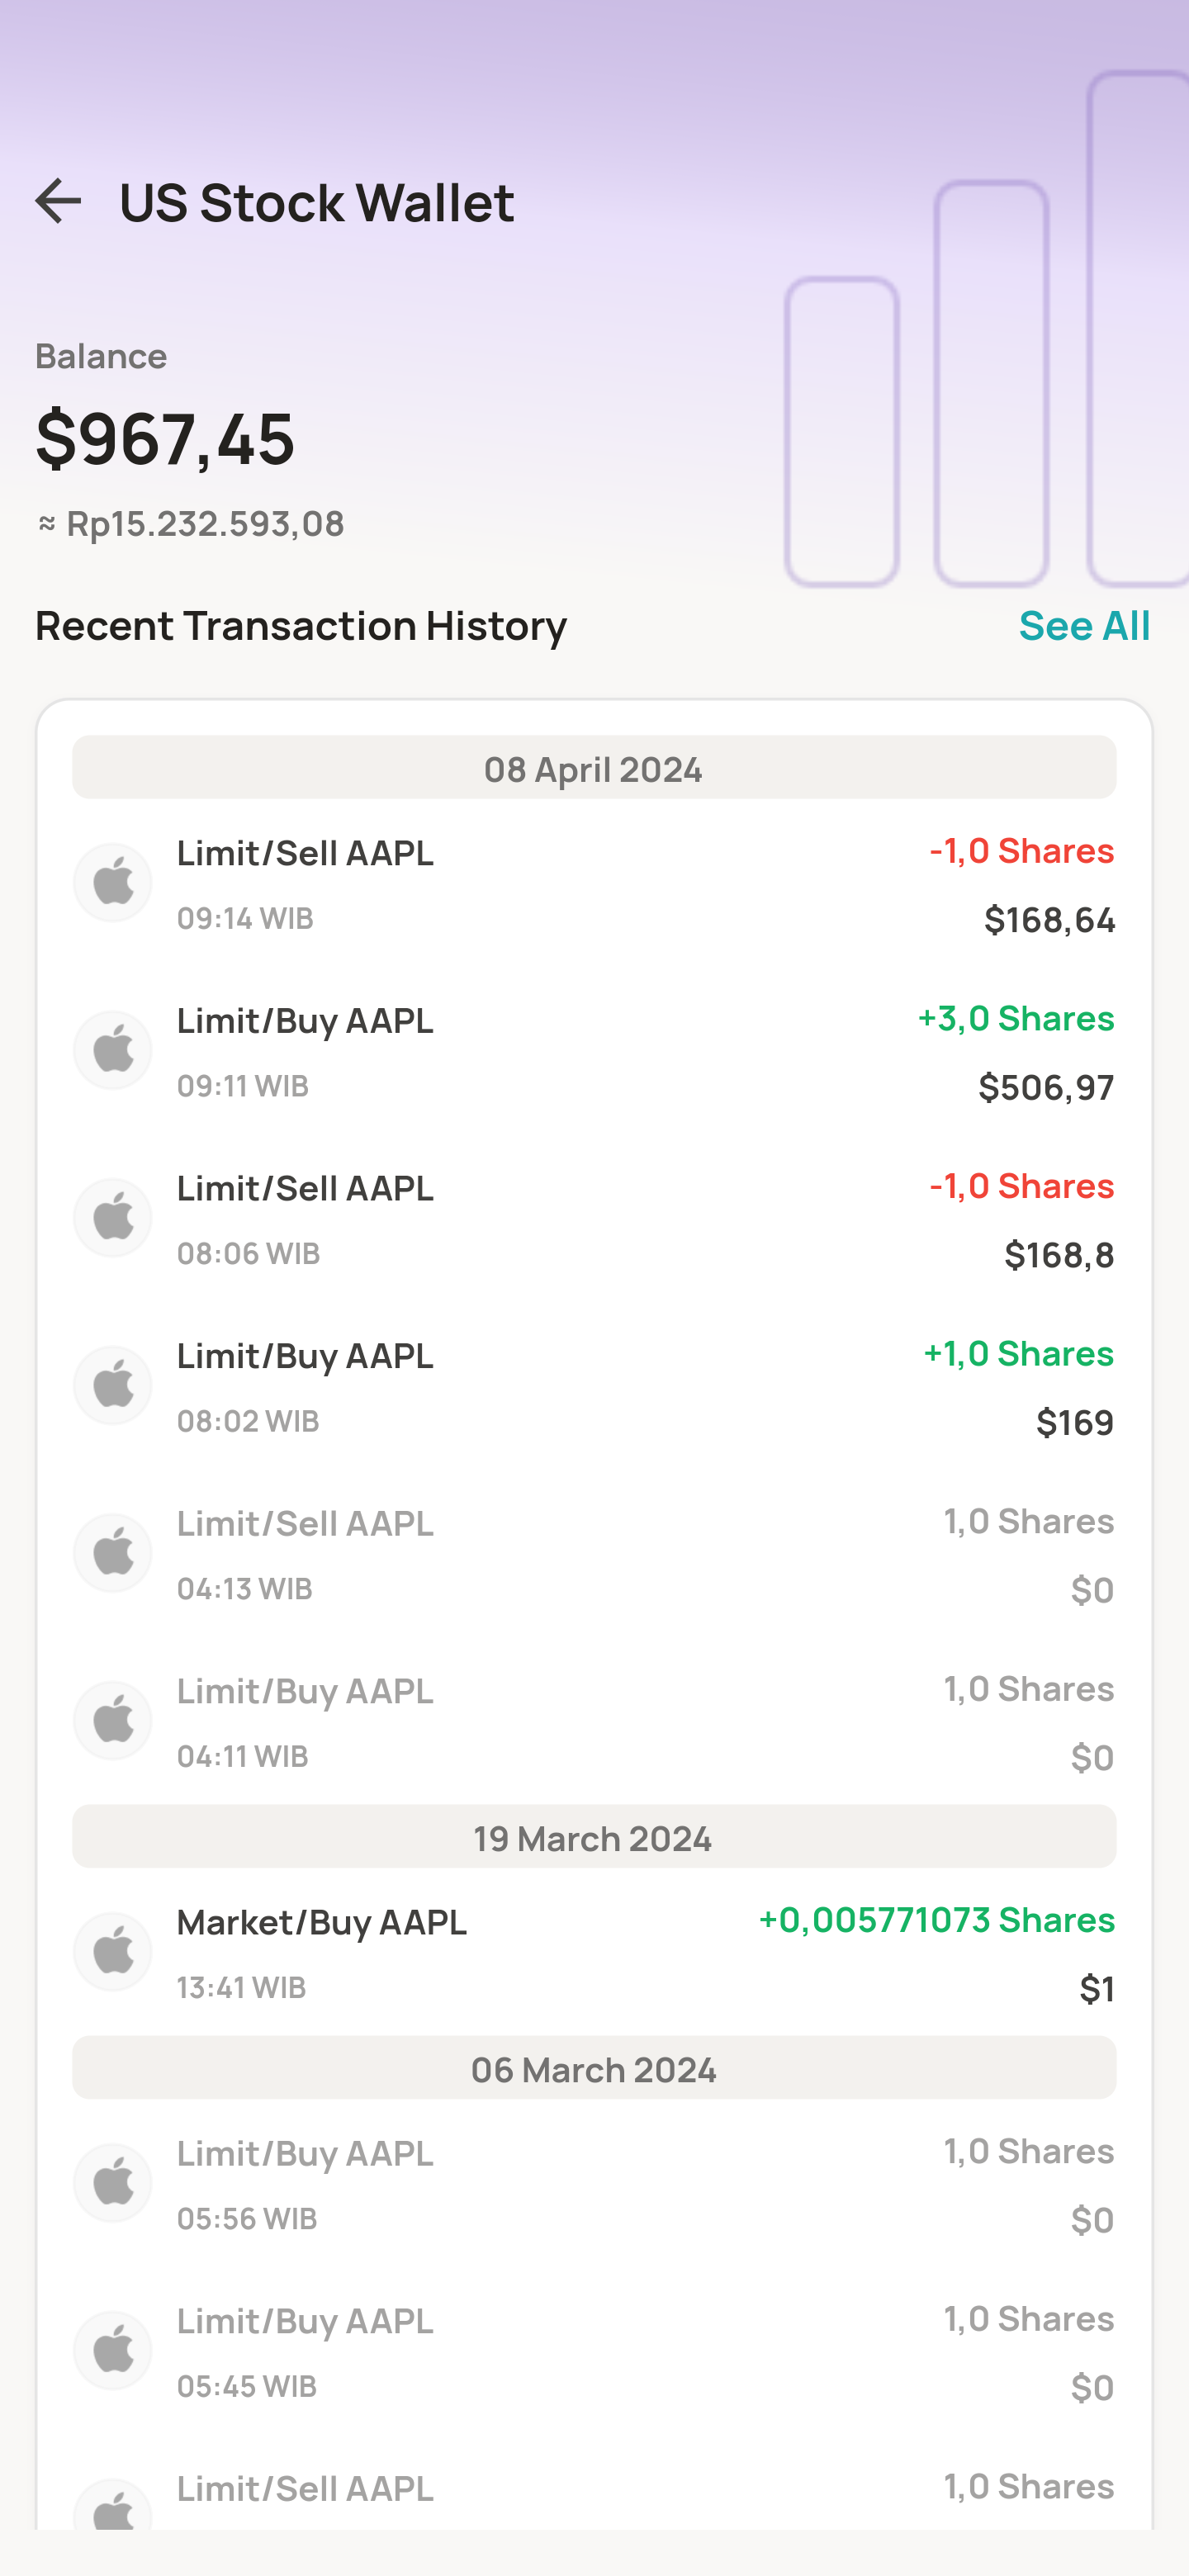 US Stock Wallet
Balance
$967,45
≈ Rp15.232.593,08
Recent Transaction History
See All
08 April 2024
Limit/Sell AAPL
-1,0 Shares
09:14 WIB
$168,64
Limit/Buy AAPL
+3,0 Shares
09:11 WIB
$506,97
Limit/Sell AAPL
-1,0 Shares
08:06 WIB
$168,8
Limit/Buy AAPL
+1,0 Shares
08:02 WIB
$169
Limit/Sell AAPL
1,0 Shares
04:13 WIB
$0
Limit/Buy AAPL
1,0 Shares
04:11 WIB
$0
19 March 2024
Market/Buy AAPL
+0,005771073 Shares
13:41 WIB
$1
06 March 2024
Limit/Buy AAPL
1,0 Shares
05:56 WIB
$0
Limit/Buy AAPL
1,0 Shares
05:45 WIB
$0
Limit/Sell AAPL
1,0 Shares